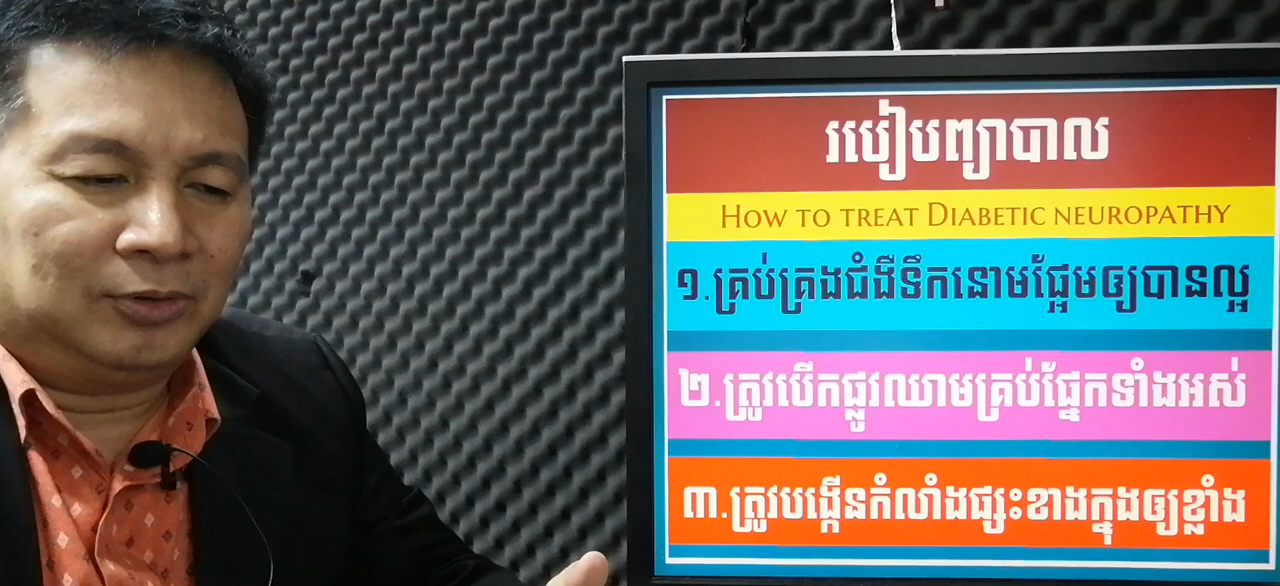 របៀបព្យាបាល
How to treat Diabetic neuropathy
១.គ្រប់គ្រងជំងឺទឹកនោមផ្អែមឲ្យបានល្អ
២.ត្រូវបើកផ្លូវឈាមគ្រប់ផ្នែកទាំងអស់
៣.ត្រូវបង្កើនកំលាំងផ្សះខាងក្នុងឲ្យខ្លាំង